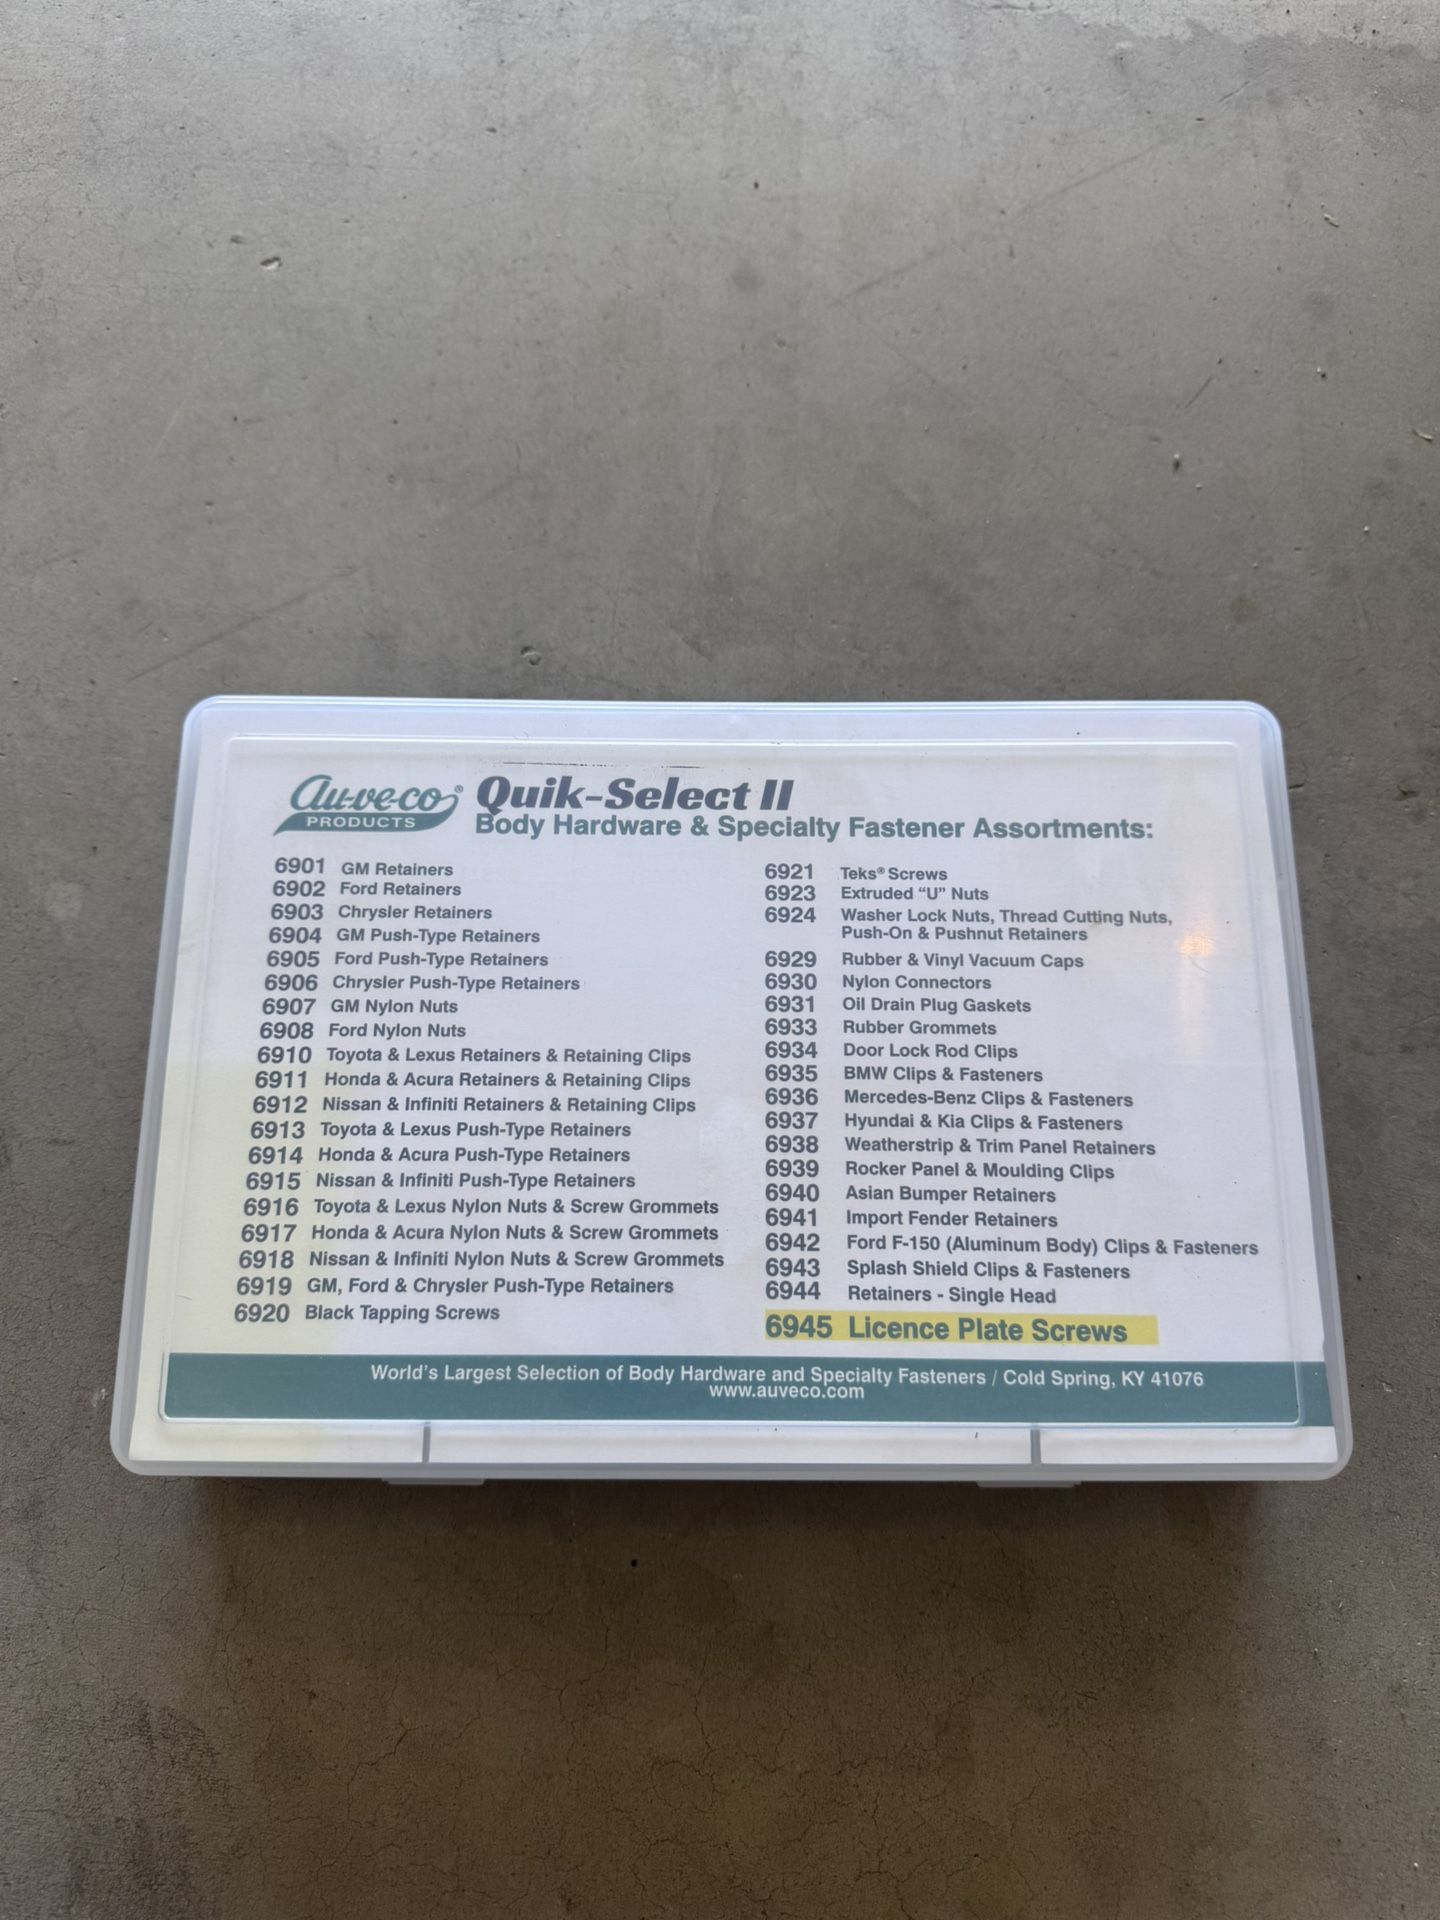 Au-ve-co®
PRODUCTS
Quik-Select II
Body Hardware & Specialty Fastener Assortments:
6901 GM Retainers
6902 Ford Retainers
6903 Chrysler Retainers
6904 GM Push-Type Retainers
6905 Ford Push-Type Retainers
6906 Chrysler Push-Type Retainers
6907 GM Nylon Nuts
6908 Ford Nylon Nuts
6910 Toyota & Lexus Retainers & Retaining Clips
6911 Honda & Acura Retainers & Retaining Clips
6912 Nissan & Infiniti Retainers & Retaining Clips
6913 Toyota & Lexus Push-Type Retainers
6914 Honda & Acura Push-Type Retainers
6915 Nissan & Infiniti Push-Type Retainers
6916 Toyota & Lexus Nylon Nuts & Screw Grommets
6917 Honda & Acura Nylon Nuts & Screw Grommets
6918 Nissan & Infiniti Nylon Nuts & Screw Grommets
6919 GM, Ford & Chrysler Push-Type Retainers
6920 Black Tapping Screws
6921 Teks® Screws
6923 Extruded “U” Nuts
6924 Washer Lock Nuts, Thread Cutting Nuts,
Push-On & Pushnut Retainers
6929 Rubber & Vinyl Vacuum Caps
6930 Nylon Connectors
6931 Oil Drain Plug Gaskets
6933 Rubber Grommets
6934 Door Lock Rod Clips
6935 BMW Clips & Fasteners
6936 Mercedes-Benz Clips & Fasteners
6937 Hyundai & Kia Clips & Fasteners
6938 Weatherstrip & Trim Panel Retainers
6939 Rocker Panel & Moulding Clips
6940 Asian Bumper Retainers
6941 Import Fender Retainers
6942 Ford F-150 (Aluminum Body) Clips & Fasteners
6943 Splash Shield Clips & Fasteners
6944 Retainers - Single Head
6945 Licence Plate Screws
World’s Largest Selection of Body Hardware and Specialty Fasteners / Cold Spring, KY 41076
www.auveco.com